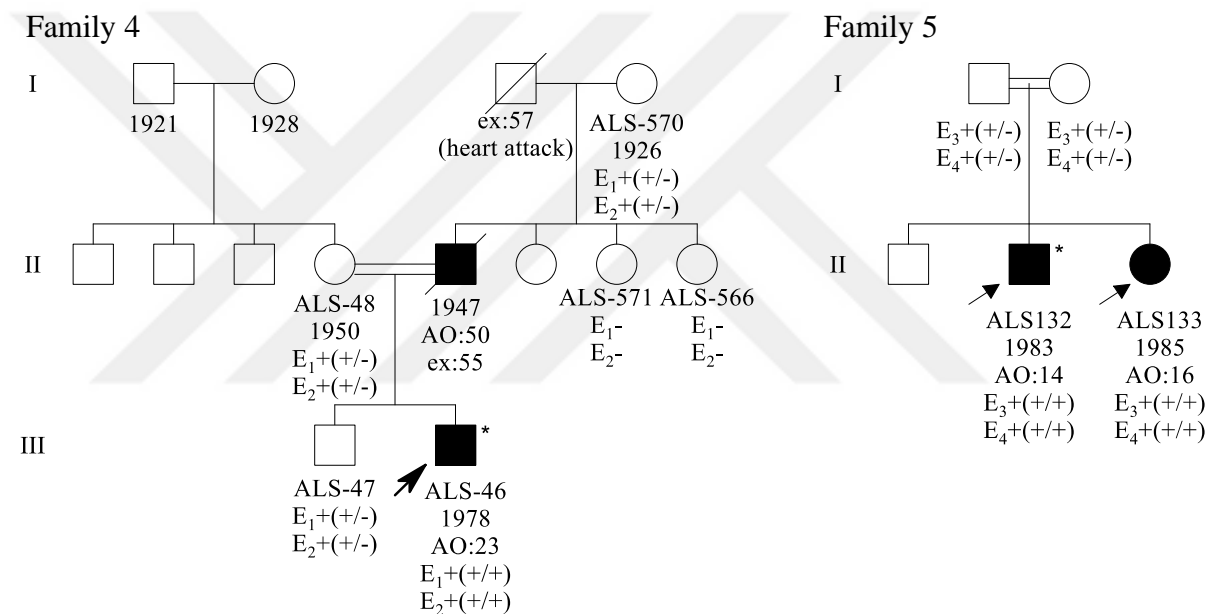 Family 4
Family 5
I
1921
1928
ex:57
(heart attack)
ALS-570
1926
E₁+(+/-)
E₂+(+/-)
I
E₃+(+/-)
E₄+(+/-)
E₃+(+/-)
E₄+(+/-)
II
ALS-48
1950
E₁+(+/-)
E₂+(+/-)
1947
AO:50
ex:55
ALS-571
E₁-
E₂-
ALS-566
E₁-
E₂-
II
*
ALS132
1983
AO:14
E₃+(+/+)
E₄+(+/+)
ALS133
1985
AO:16
E₃+(+/+)
E₄+(+/+)
III
ALS-47
E₁+(+/-)
E₂+(+/-)
*
ALS-46
1978
AO:23
E₁+(+/+)
E₂+(+/+)